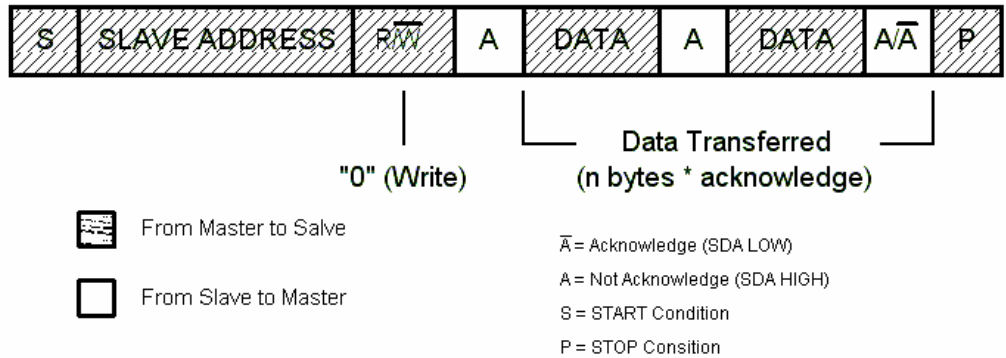 S SLAVE ADDRESS R/W̅ A DATA A DATA A/A̅ P
"0" (Write)
Data Transferred
(n bytes * acknowledge)
From Master to Salve
From Slave to Master
A̅ = Acknowledge (SDA LOW)
A = Not Acknowledge (SDA HIGH)
S = START Condition
P = STOP Consition